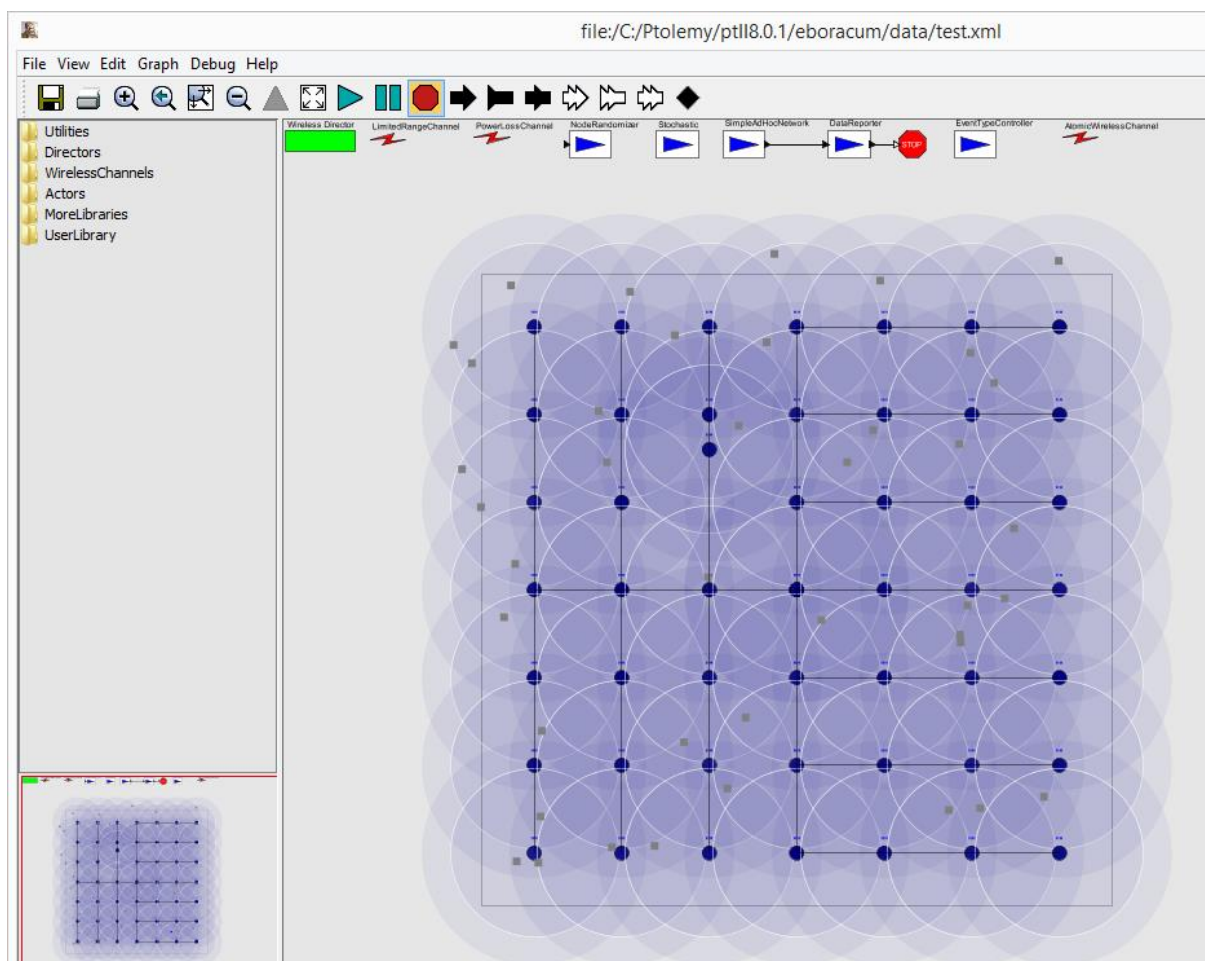 file:/C:/Ptolemy/ptII8.0.1/eboracum/data/test.xml
File View Edit Graph Debug Help
Wireless Director LimitedRangeChannel PowerLossChannel NodeRandomizer Stochastic SimpleAdHocNetwork DataReporter EventTypeController AtomicWirelessChannel
STOP
Utilities
Directors
WirelessChannels
Actors
MoreLibraries
UserLibrary